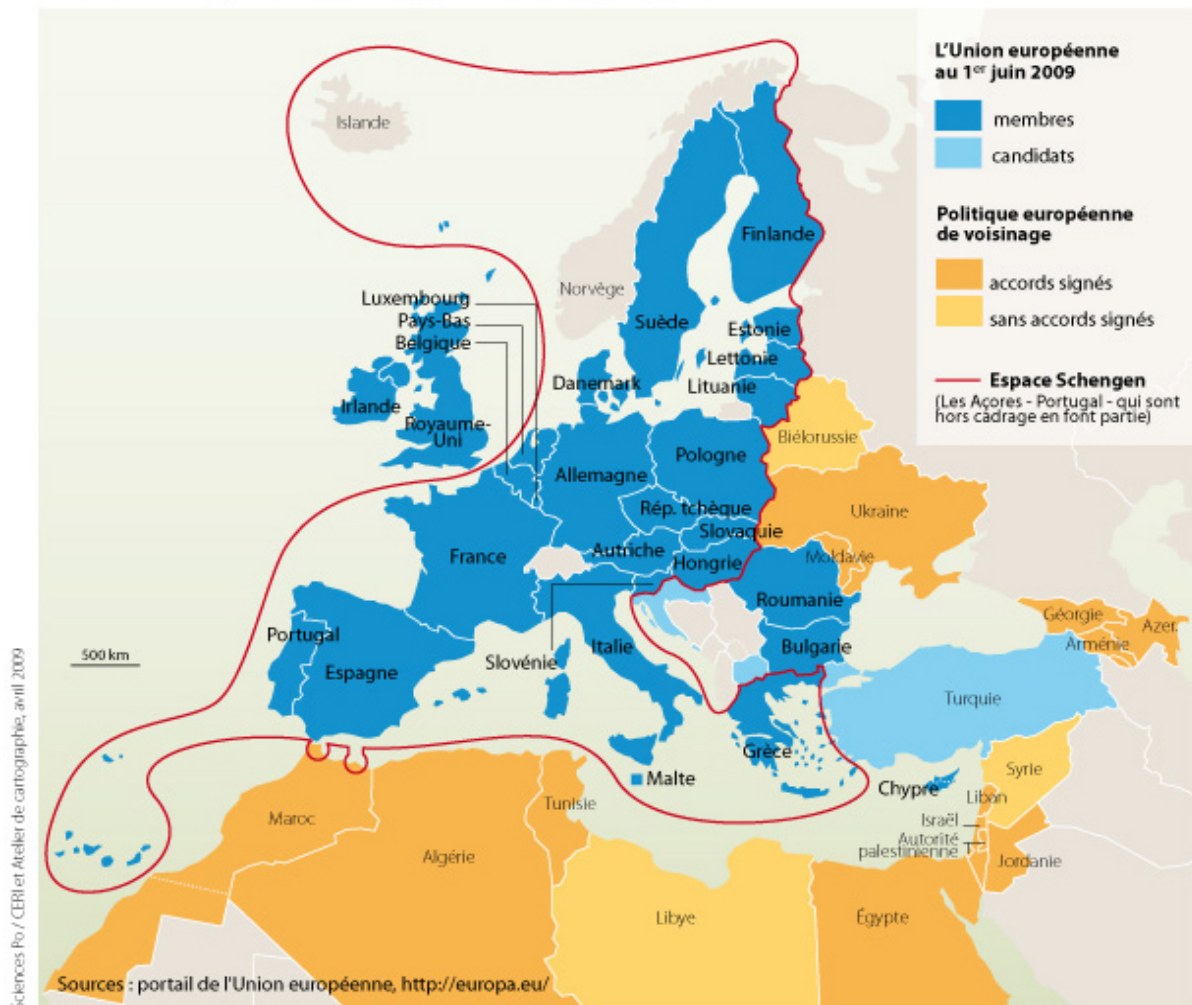 L'Union européenne
au 1er juin 2009
membres
candidats
Politique européenne
de voisinage
accords signés
sans accords signés
Espace Schengen
(Les Açores - Portugal - qui sont
hors cadrage en font partie)
Islande
Finlande
Norvège
Luxembourg
Pays-Bas
Belgique
Suède
Estonie
Lettonie
Danemark
Lituanie
Irlande
Royaume-
Uni
Biélorussie
Allemagne
Pologne
Rép. tchèque
Ukraine
Slovaquie
France
Autriche
Hongrie
Moldavie
Roumanie
Géorgie
Azer.
Arménie
Portugal
Espagne
Slovénie
Italie
Bulgarie
500 km
Turquie
Grèce
Malte
Chypre
Syrie
Liban
Israël
Autorité
palestinienne
Jordanie
Maroc
Algérie
Tunisie
Libye
Égypte
Sources : portail de l'Union européenne, http://europa.eu/
Sciences Po / CERI et Atelier de cartographie, avril 2009